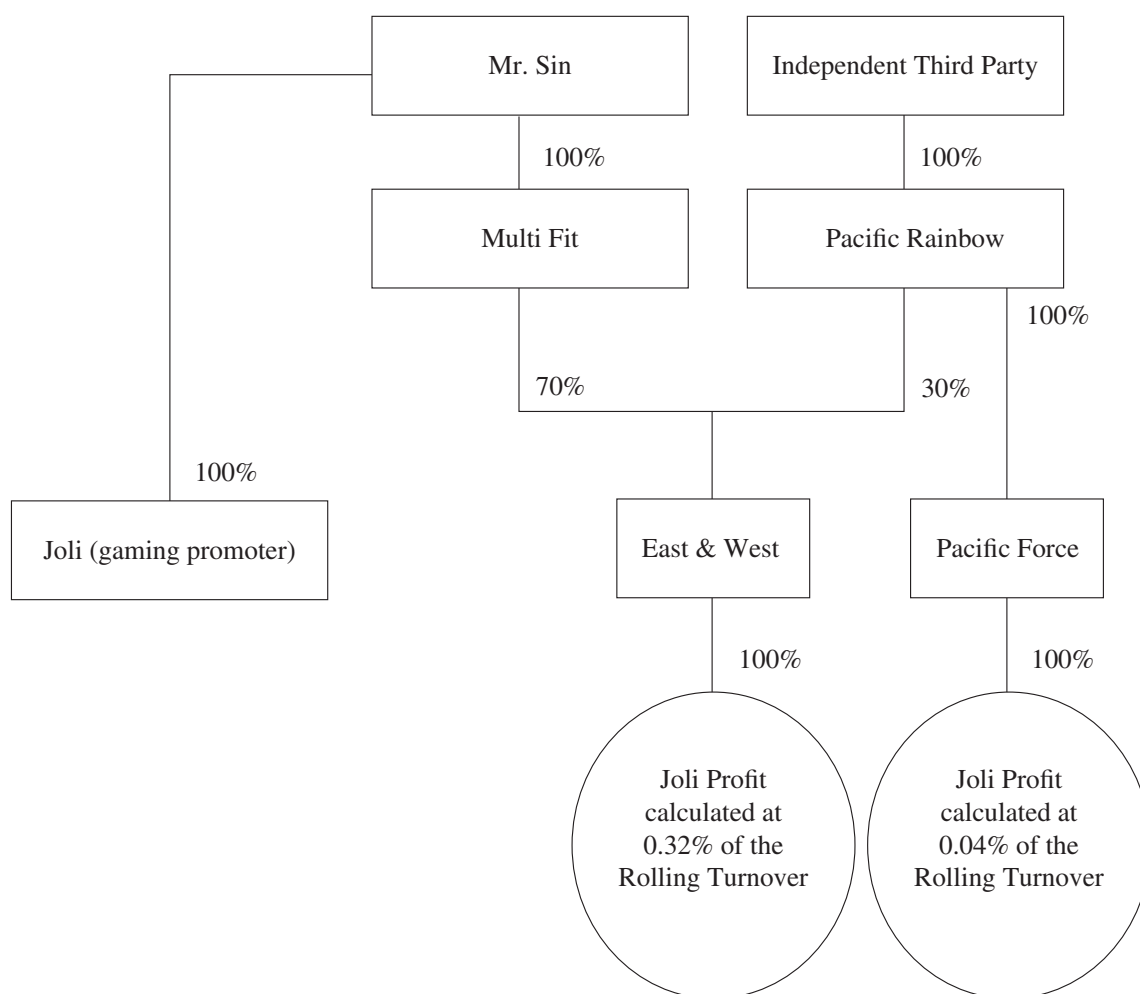 Mr. Sin
Independent Third Party
100%
100%
Multi Fit
Pacific Rainbow
100%
70%
30%
100%
Joli (gaming promoter)
East & West
Pacific Force
100%
100%
Joli Profit
calculated at
0.32% of the
Rolling Turnover
Joli Profit
calculated at
0.04% of the
Rolling Turnover